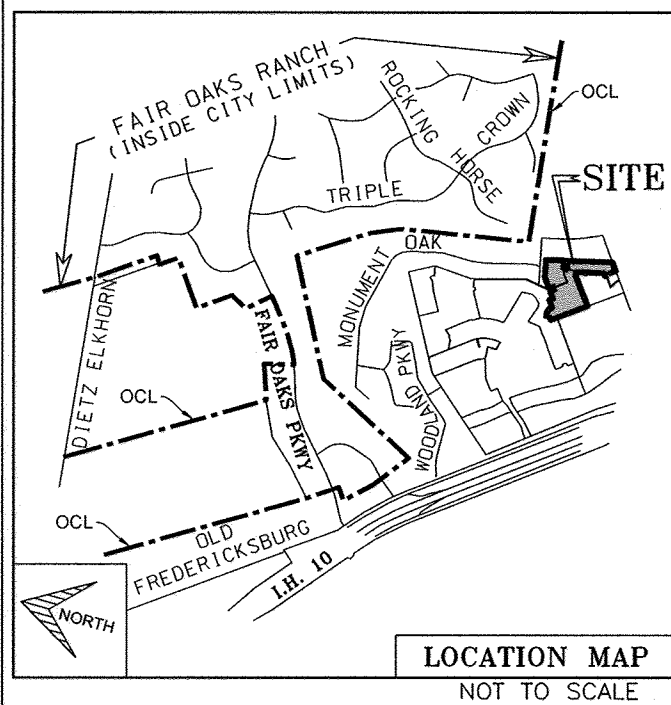 FAIR OAKS RANCH
(INSIDE CITY LIMITS)
OCL
ROCKING HORSE
CROWN
TRIPLE
SITE
OAK
MONUMENT
DIETZ ELKHORN
FAIR OAKS PKWY
WOODLAND PKWY
OCL
OCL
OLD
FREDERICKSBURG
I.H. 10
NORTH
LOCATION MAP
NOT TO SCALE